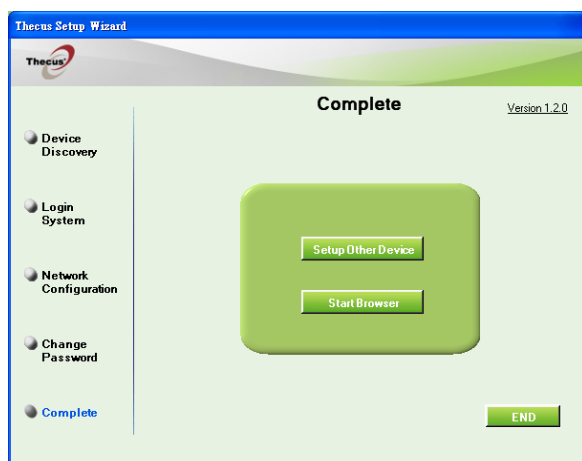 Thecus Setup Wizard
Thecus
Complete
Version 1.2.0
Device
Discovery
Login
System
Network
Configuration
Change
Password
Complete
Setup Other Device
Start Browser
END